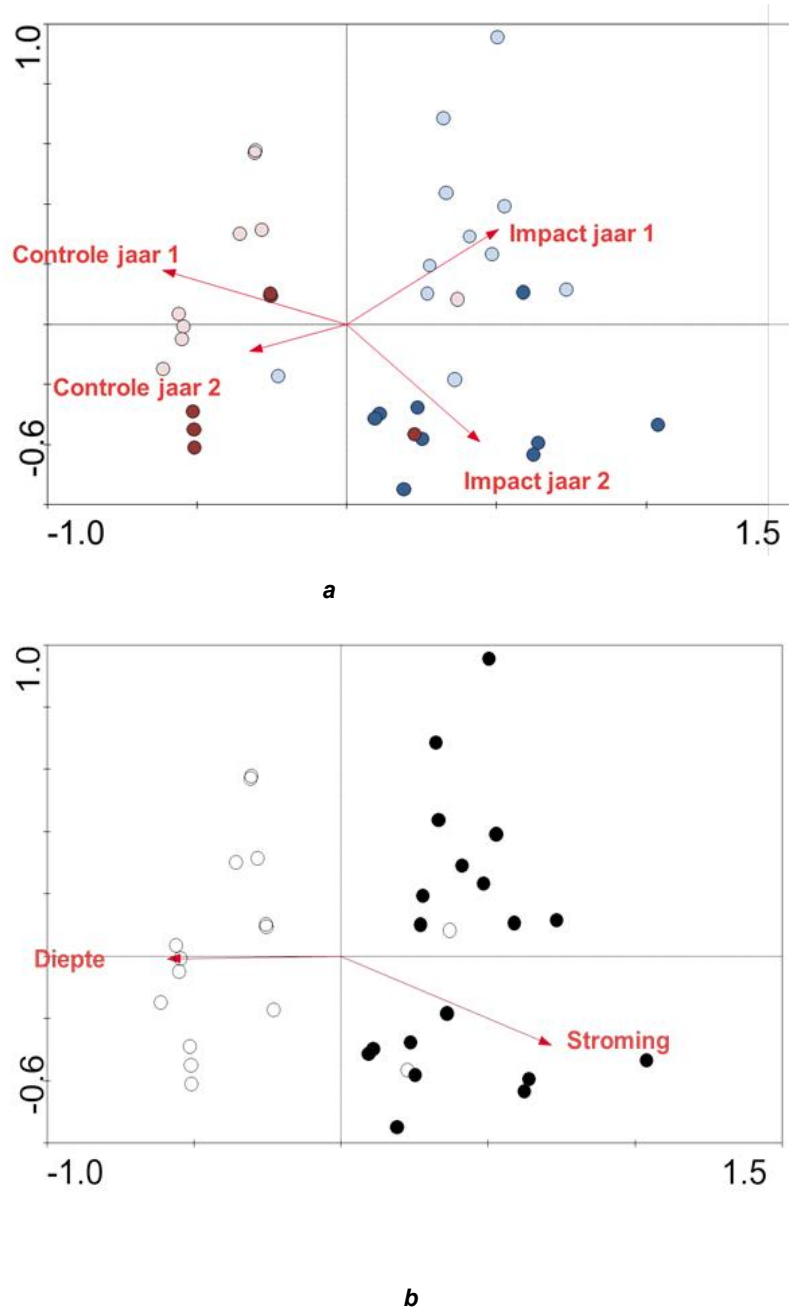 1.0
Impact jaar 1
Controle jaar 1
Controle jaar 2
-0.6
Impact jaar 2
-1.0 1.5
a
1.0
Diepte
Stroming
-0.6
-1.0 1.5
b